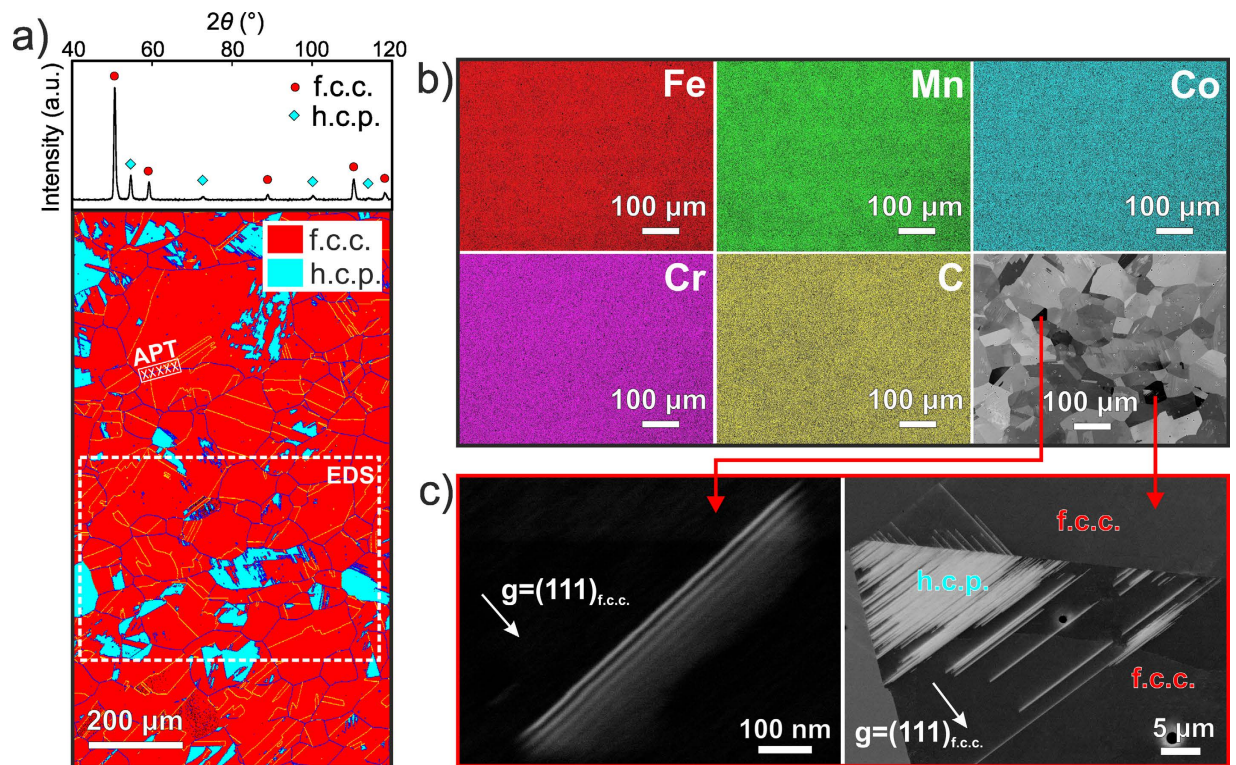 a)
2θ (°)
40 60 80 100 120
Intensity (a.u.)
f.c.c.
h.c.p.
f.c.c.
h.c.p.
APT
XXXXX
EDS
200 µm
b)
Fe
100 µm
Mn
100 µm
Co
100 µm
Cr
100 µm
C
100 µm
100 µm
c)
g=(111)f.c.c.
100 nm
f.c.c.
h.c.p.
f.c.c.
g=(111)f.c.c.
5 µm